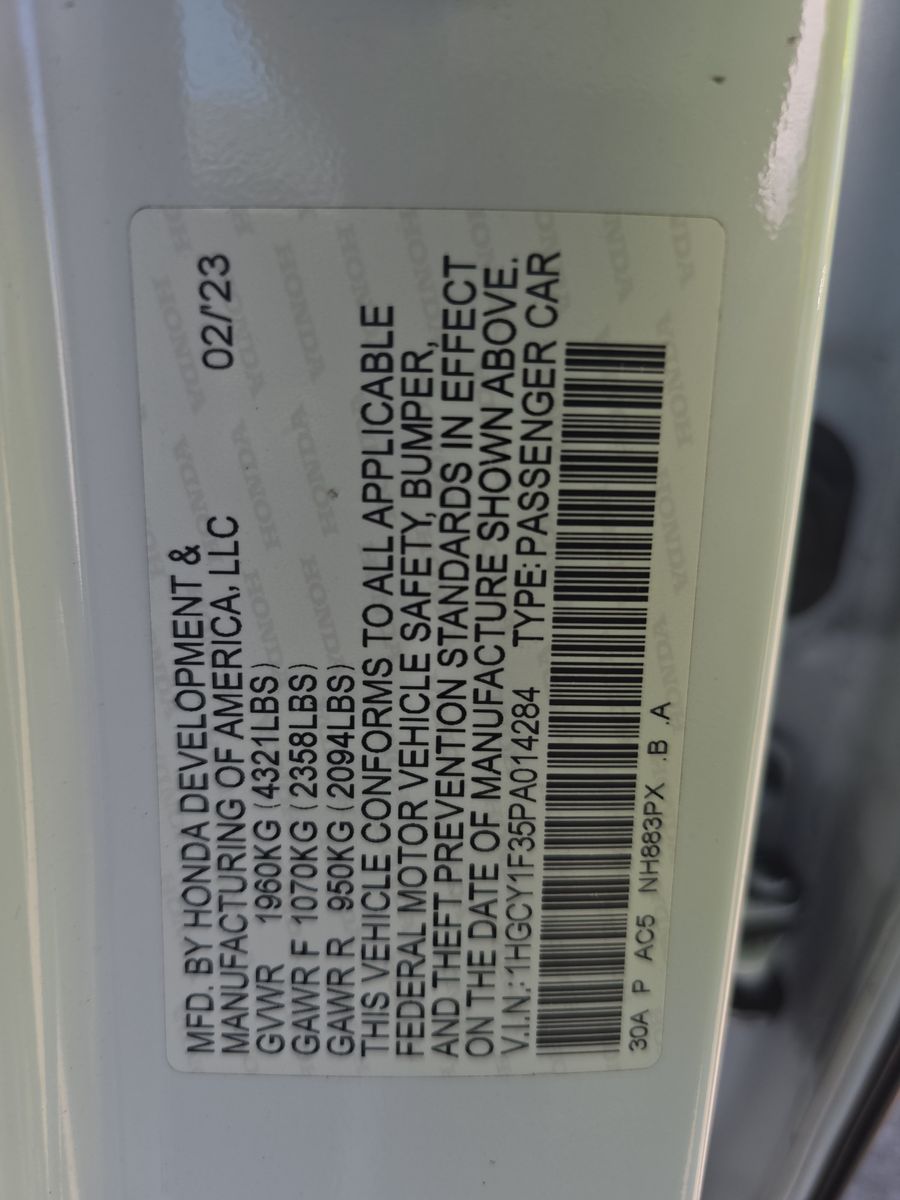 MFD. BY HONDA DEVELOPMENT &
MANUFACTURING OF AMERICA, LLC 02/'23
GVWR 1960KG (4321LBS)
GAWR F 1070KG (2358LBS)
GAWR R 950KG (2094LBS)
THIS VEHICLE CONFORMS TO ALL APPLICABLE
FEDERAL MOTOR VEHICLE SAFETY, BUMPER,
AND THEFT PREVENTION STANDARDS IN EFFECT
ON THE DATE OF MANUFACTURE SHOWN ABOVE.
V.I.N.:1HGCY1F35PA014284 TYPE:PASSENGER CAR
30A P AC5 NH883PX .B .A